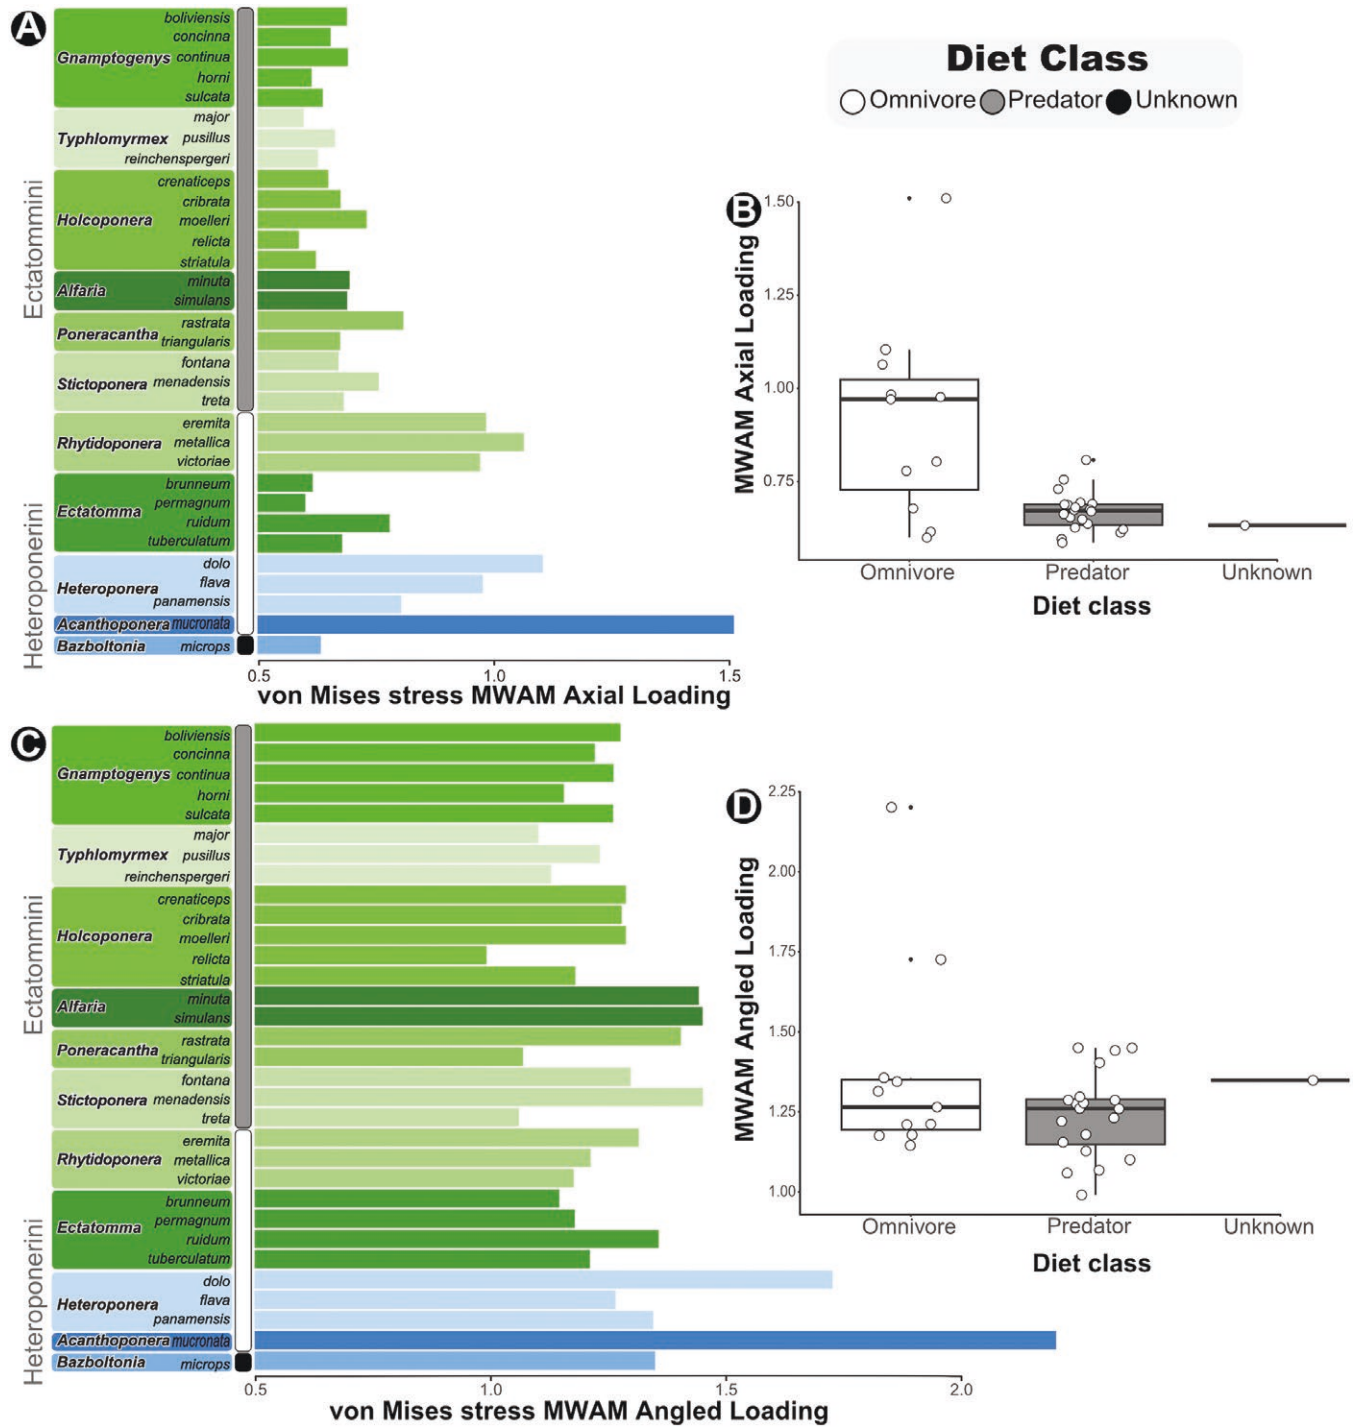 A
Ectatommini
Heteroponerini
Gnamptogenys
boliviensis
concinna
continua
horni
sulcata
Typhlomyrmex
major
pusillus
reinchenspergeri
Holcoponera
crenaticeps
cribrata
moelleri
relicta
striatula
Alfaria
minuta
simulans
Poneracantha
rastrata
triangularis
Stictoponera
fontana
menadensis
treta
Rhytidoponera
eremita
metallica
victoriae
Ectatomma
brunneum
permagnum
ruidum
tuberculatum
Heteroponera
dolo
flava
panamensis
Acanthoponera mucronata
Bazboltonia microps
0.5 1.0 1.5
von Mises stress MWAM Axial Loading
Diet Class
Omnivore Predator Unknown
B
MWAM Axial Loading
1.50
1.25
1.00
0.75
Omnivore Predator Unknown
Diet class
C
Ectatommini
Heteroponerini
Gnamptogenys
boliviensis
concinna
continua
horni
sulcata
Typhlomyrmex
major
pusillus
reinchenspergeri
Holcoponera
crenaticeps
cribrata
moelleri
relicta
striatula
Alfaria
minuta
simulans
Poneracantha
rastrata
triangularis
Stictoponera
fontana
menadensis
treta
Rhytidoponera
eremita
metallica
victoriae
Ectatomma
brunneum
permagnum
ruidum
tuberculatum
Heteroponera
dolo
flava
panamensis
Acanthoponera mucronata
Bazboltonia microps
0.5 1.0 1.5 2.0
von Mises stress MWAM Angled Loading
D
MWAM Angled Loading
2.25
2.00
1.75
1.50
1.25
1.00
Omnivore Predator Unknown
Diet class